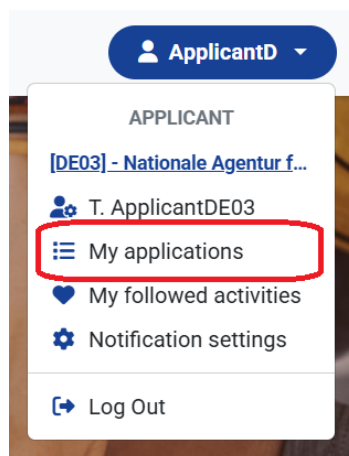 ApplicantD
APPLICANT
[DE03] - Nationale Agentur f...
T. ApplicantDE03
My applications
My followed activities
Notification settings
Log Out